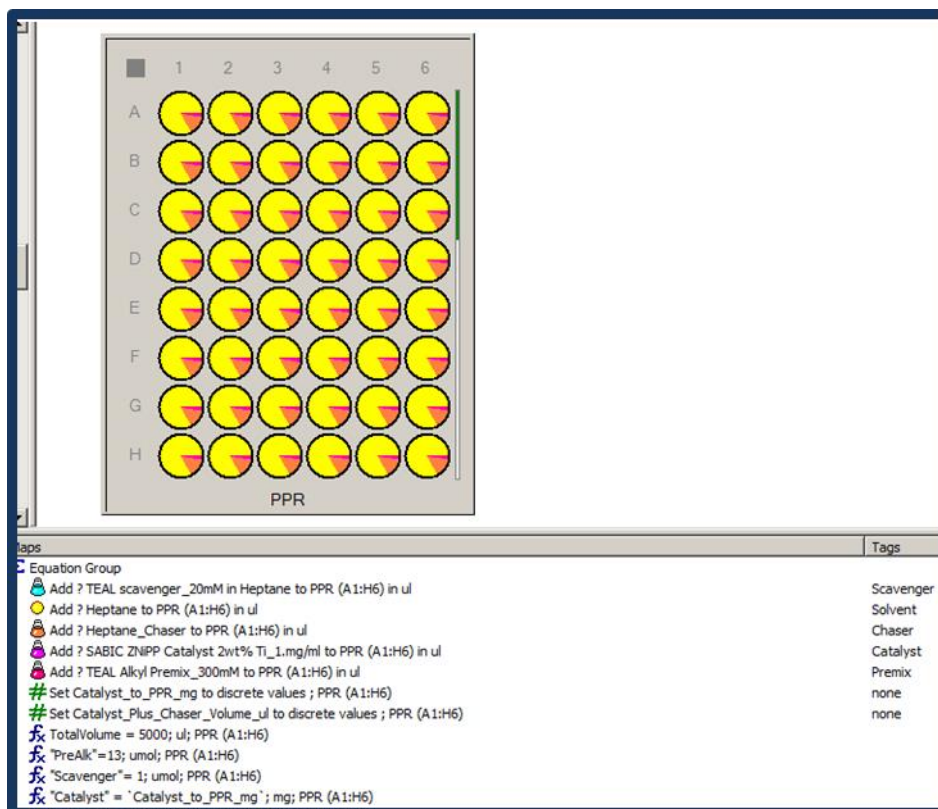 1 2 3 4 5 6
A
B
C
D
E
F
G
H
PPR
Maps Tags
Equation Group
Add ? TEAL scavenger_20mM in Heptane to PPR (A1:H6) in ul Scavenger
Add ? Heptane to PPR (A1:H6) in ul Solvent
Add ? Heptane_Chaser to PPR (A1:H6) in ul Chaser
Add ? SABIC ZNiPP Catalyst 2wt% Ti_1.mg/ml to PPR (A1:H6) in ul Catalyst
Add ? TEAL Alkyl Premix_300mM to PPR (A1:H6) in ul Premix
# Set Catalyst_to_PPR_mg to discrete values ; PPR (A1:H6) none
# Set Catalyst_Plus_Chaser_Volume_ul to discrete values ; PPR (A1:H6) none
fx TotalVolume = 5000; ul; PPR (A1:H6)
fx "PreAlk"=13; umol; PPR (A1:H6)
fx "Scavenger"= 1; umol; PPR (A1:H6)
fx "Catalyst" = `Catalyst_to_PPR_mg`; mg; PPR (A1:H6)